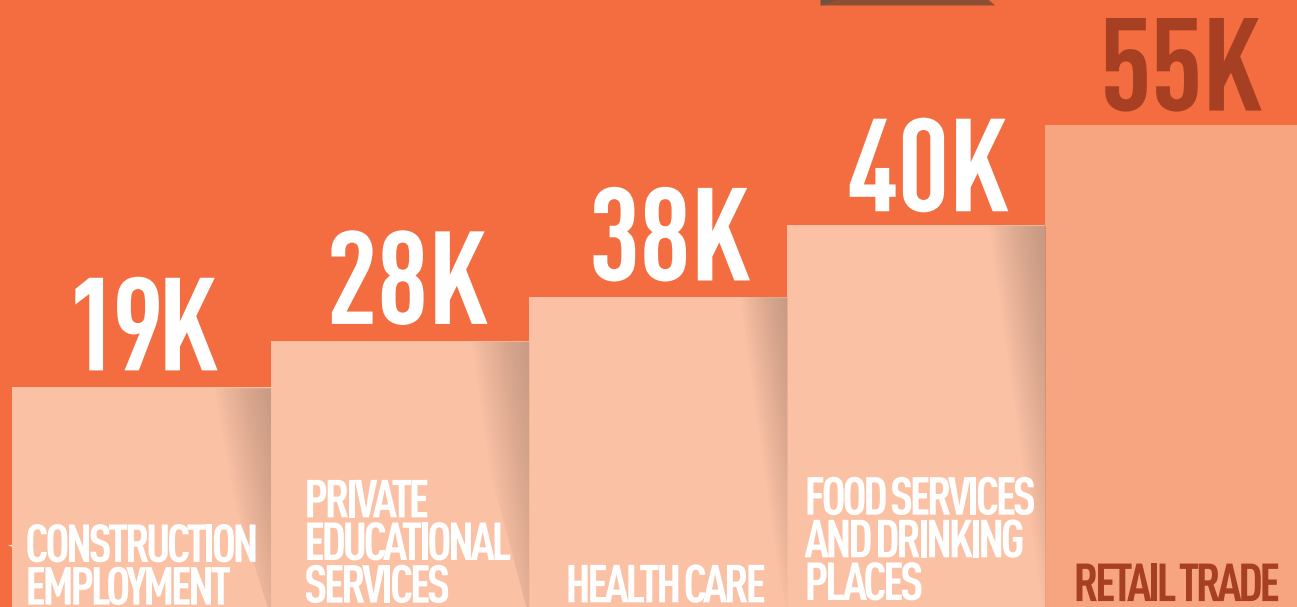 19K
CONSTRUCTION
EMPLOYMENT
28K
PRIVATE
EDUCATIONAL
SERVICES
38K
HEALTH CARE
40K
FOOD SERVICES
AND DRINKING
PLACES
55K
RETAIL TRADE